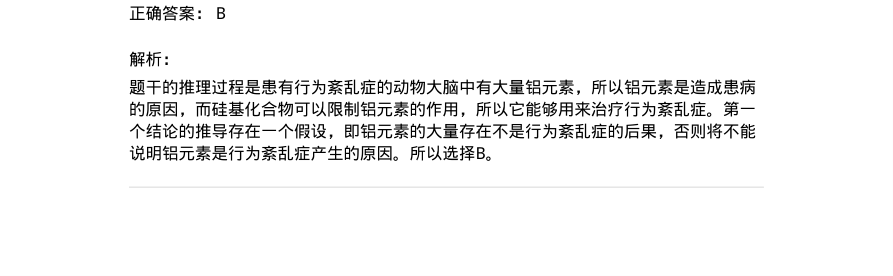 正确答案： B
解析：
题干的推理过程是患有行为紊乱症的动物大脑中有大量铝元素，所以铝元素是造成患病
的原因，而硅基化合物可以限制铝元素的作用，所以它能够用来治疗行为紊乱症。第一
个结论的推导存在一个假设，即铝元素的大量存在不是行为紊乱症的后果，否则将不能
说明铝元素是行为紊乱症产生的原因。所以选择B。